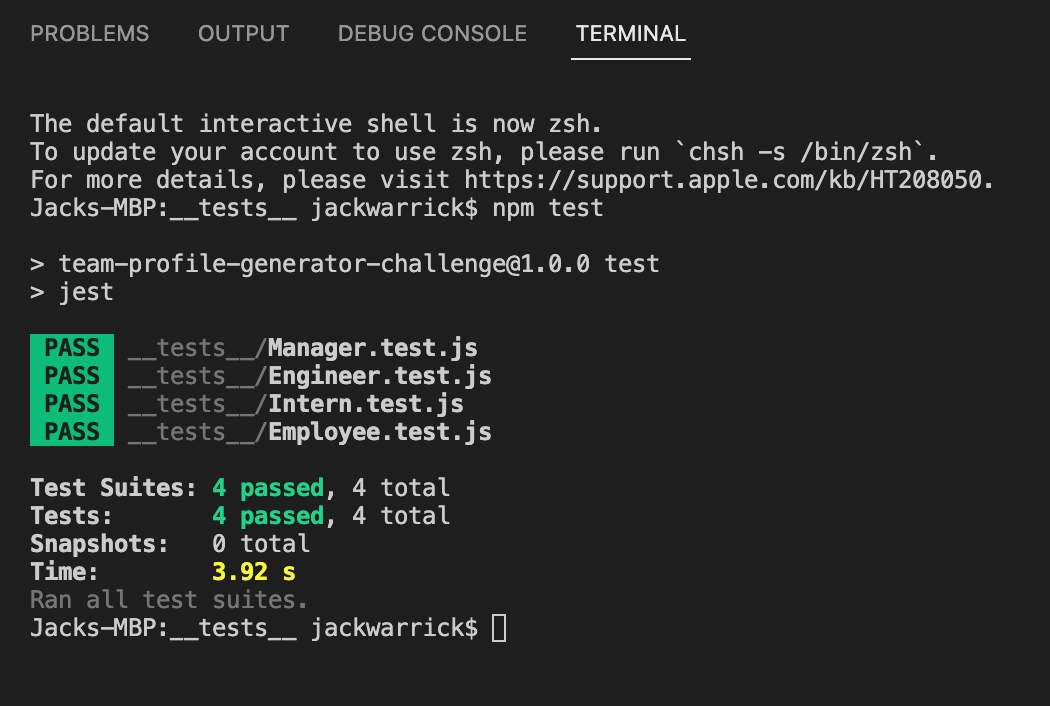 PROBLEMS OUTPUT DEBUG CONSOLE TERMINAL
The default interactive shell is now zsh.
To update your account to use zsh, please run `chsh -s /bin/zsh`.
For more details, please visit https://support.apple.com/kb/HT208050.
Jacks-MBP:__tests__ jackwarrick$ npm test
> team-profile-generator-challenge@1.0.0 test
> jest
PASS __tests__/Manager.test.js
PASS __tests__/Engineer.test.js
PASS __tests__/Intern.test.js
PASS __tests__/Employee.test.js
Test Suites: 4 passed, 4 total
Tests: 4 passed, 4 total
Snapshots: 0 total
Time: 3.92 s
Ran all test suites.
Jacks-MBP:__tests__ jackwarrick$